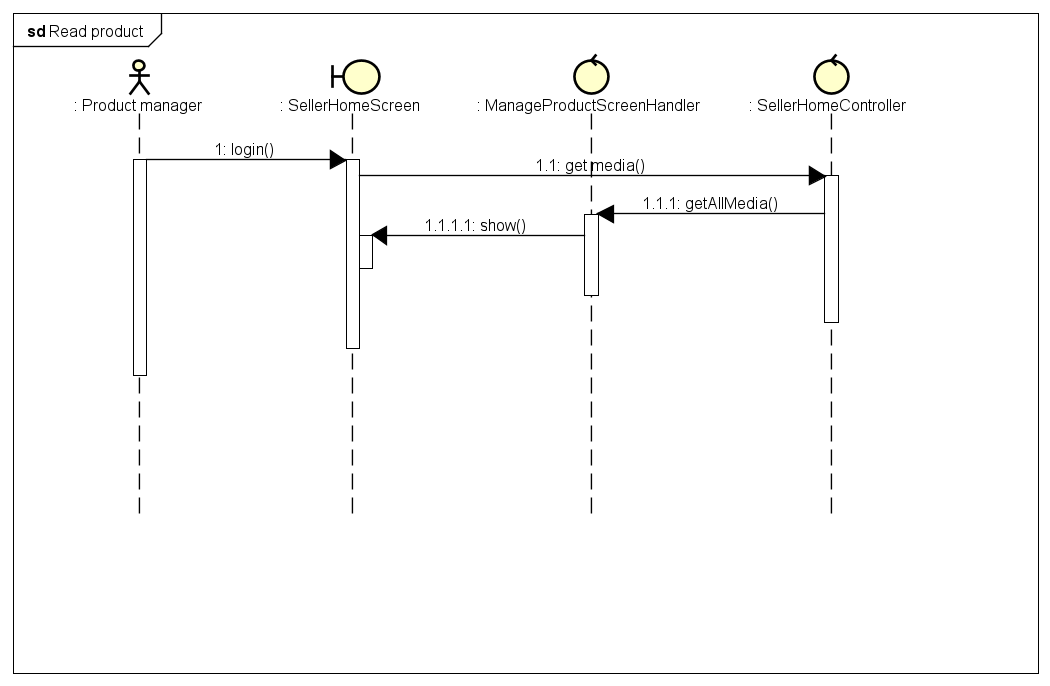 sd Read product
: Product manager
: SellerHomeScreen
: ManageProductScreenHandler
: SellerHomeController
1: login()
1.1: get media()
1.1.1: getAllMedia()
1.1.1.1: show()